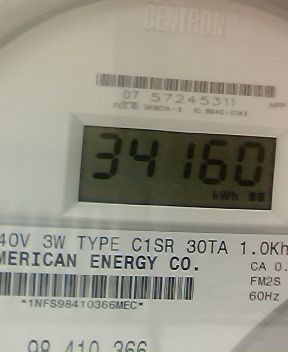 CENTRON®
07 57245311
34160
kWh
40V 3W TYPE C1SR 30TA 1.0Kh
MERICAN ENERGY CO.
CA 0.
FM2S
60Hz
*1NFS98410366MEC*
98 410 366